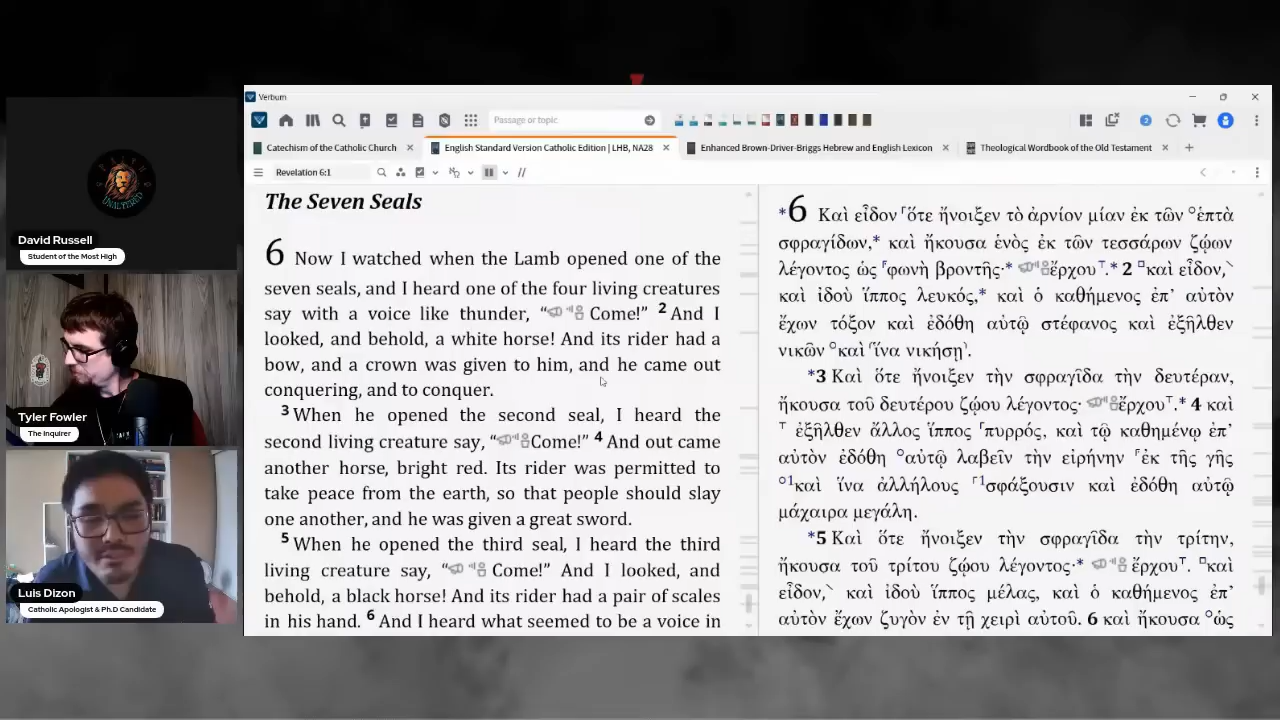 Verbum
Passage or topic
Catechism of the Catholic Church
English Standard Version Catholic Edition | LHB, NA28
Enhanced Brown-Driver-Briggs Hebrew and English Lexicon
Theological Wordbook of the Old Testament
Revelation 6:1
The Seven Seals
6 Now I watched when the Lamb opened one of the
seven seals, and I heard one of the four living creatures
say with a voice like thunder, “Come!” 2 And I
looked, and behold, a white horse! And its rider had a
bow, and a crown was given to him, and he came out
conquering, and to conquer.
3 When he opened the second seal, I heard the
second living creature say, “Come!” 4 And out came
another horse, bright red. Its rider was permitted to
take peace from the earth, so that people should slay
one another, and he was given a great sword.
5 When he opened the third seal, I heard the third
living creature say, “Come!” And I looked, and
behold, a black horse! And its rider had a pair of scales
in his hand. 6 And I heard what seemed to be a voice in
*6 Καὶ εἶδον ⸀ὅτε ἤνοιξεν τὸ ἀρνίον μίαν ἐκ τῶν °ἑπτὰ
σφραγίδων,* καὶ ἤκουσα ἑνὸς ἐκ τῶν τεσσάρων ζῴων
λέγοντος ὡς ⸀φωνὴ βροντῆς·* ἔρχου⸆.* 2 ⸋καὶ εἶδον,⸌
καὶ ἰδοὺ ἵππος λευκός,* καὶ ὁ καθήμενος ἐπʼ αὐτὸν
ἔχων τόξον καὶ ἐδόθη αὐτῷ στέφανος καὶ ἐξῆλθεν
νικῶν °καὶ ⸂ἵνα νικήσῃ⸃.
*3 Καὶ ὅτε ἤνοιξεν τὴν σφραγῖδα τὴν δευτέραν,
ἤκουσα τοῦ δευτέρου ζῴου λέγοντος· ἔρχου⸆.* 4 καὶ
⸆ ἐξῆλθεν ἄλλος ἵππος ⸀πυρρός, καὶ τῷ καθημένῳ ἐπʼ
αὐτὸν ἐδόθη °αὐτῷ λαβεῖν τὴν εἰρήνην ⸀ἐκ τῆς γῆς
°1καὶ ἵνα ἀλλήλους ⸀1σφάξουσιν καὶ ἐδόθη αὐτῷ
μάχαιρα μεγάλη.
*5 Καὶ ὅτε ἤνοιξεν τὴν σφραγῖδα τὴν τρίτην,
ἤκουσα τοῦ τρίτου ζῴου λέγοντος·* ἔρχου⸆. ⸋καὶ
εἶδον,⸌ καὶ ἰδοὺ ἵππος μέλας, καὶ ὁ καθήμενος ἐπʼ
αὐτὸν ἔχων ζυγὸν ἐν τῇ χειρὶ αὐτοῦ. 6 καὶ ἤκουσα °ὡς
UNALTERED
David Russell
Student of the Most High
Tyler Fowler
The Inquirer
Luis Dizon
Catholic Apologist & Ph.D Candidate